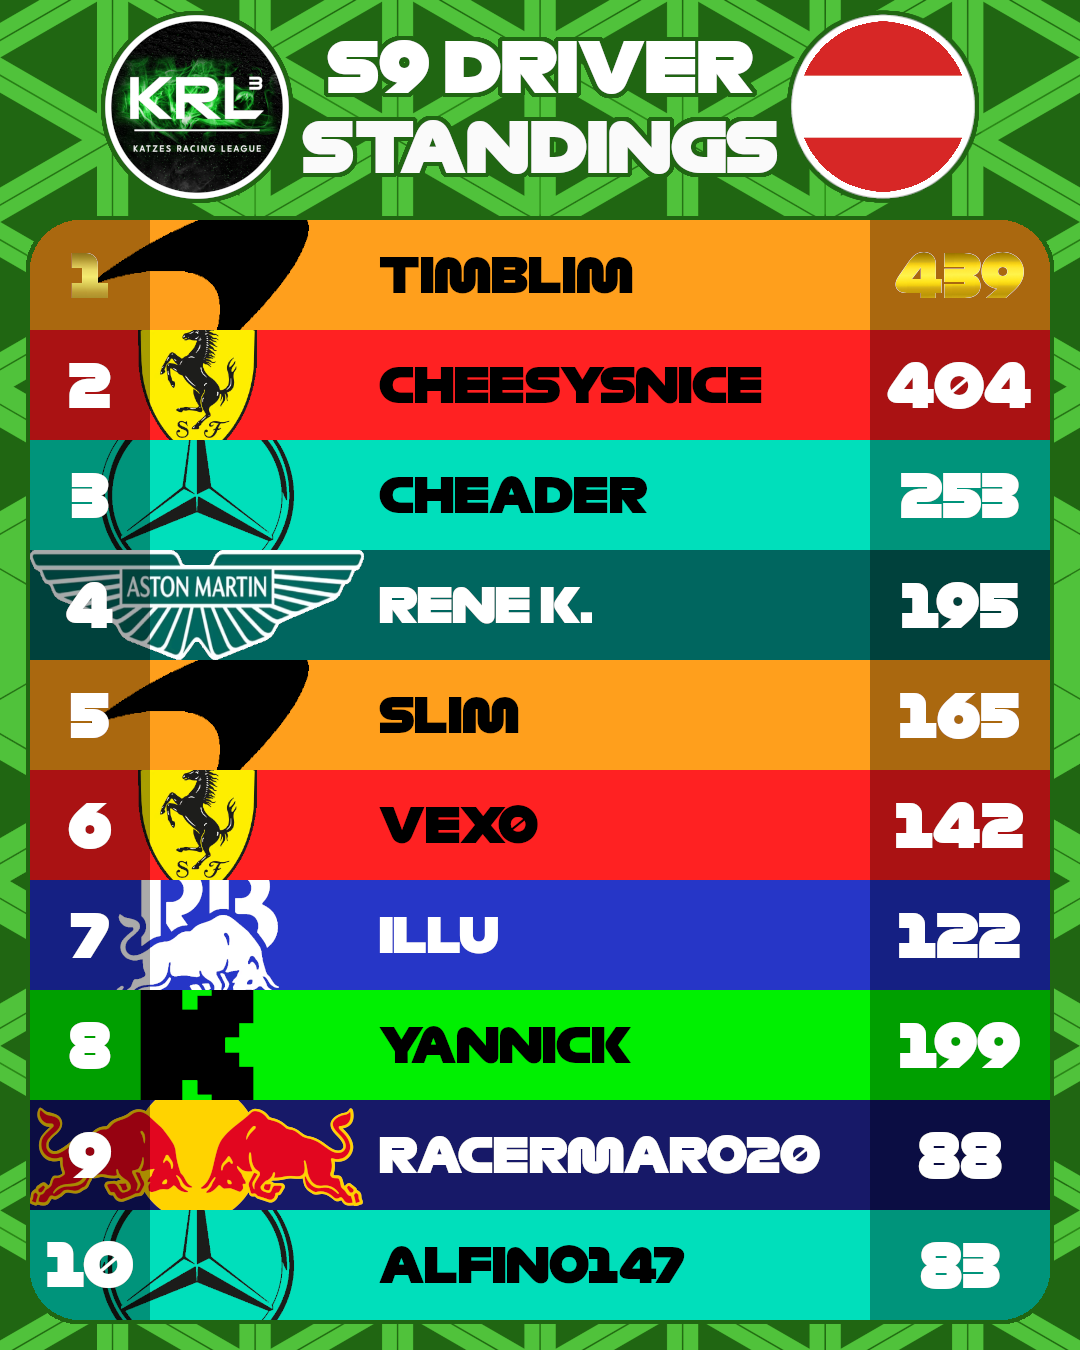 KRL3
KATZES RACING LEAGUE
S9 DRIVER
STANDINGS
1 TIMBLIM 439
S F
2 CHEESYSNICE 404
3 CHEADER 253
ASTON MARTIN
4 RENE K. 195
5 SLIM 165
S F
6 VEX0 142
RB
7 ILLU 122
K
8 YANNICK 199
9 RACERMARO20 88
10 ALFINO147 83